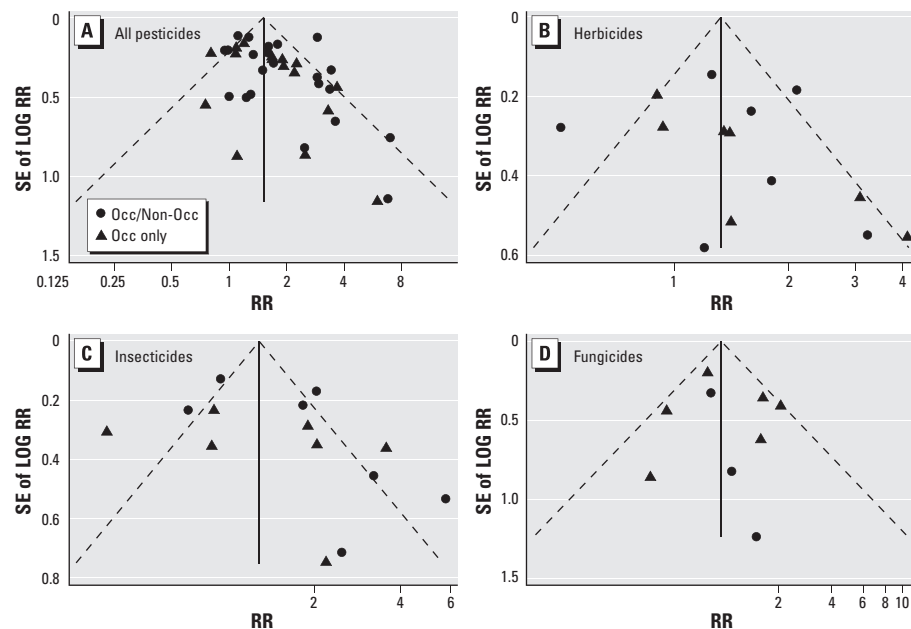 A All pesticides
SE of LOG RR
0
0.5
1.0
1.5
Occ/Non-Occ
Occ only
0.125 0.25 0.5 1 2 4 8
RR
B Herbicides
SE of LOG RR
0
0.2
0.4
0.6
1 2 3 4
RR
C Insecticides
SE of LOG RR
0
0.2
0.4
0.6
0.8
2 4 6
RR
D Fungicides
SE of LOG RR
0
0.5
1.0
1.5
2 4 6 8 10
RR